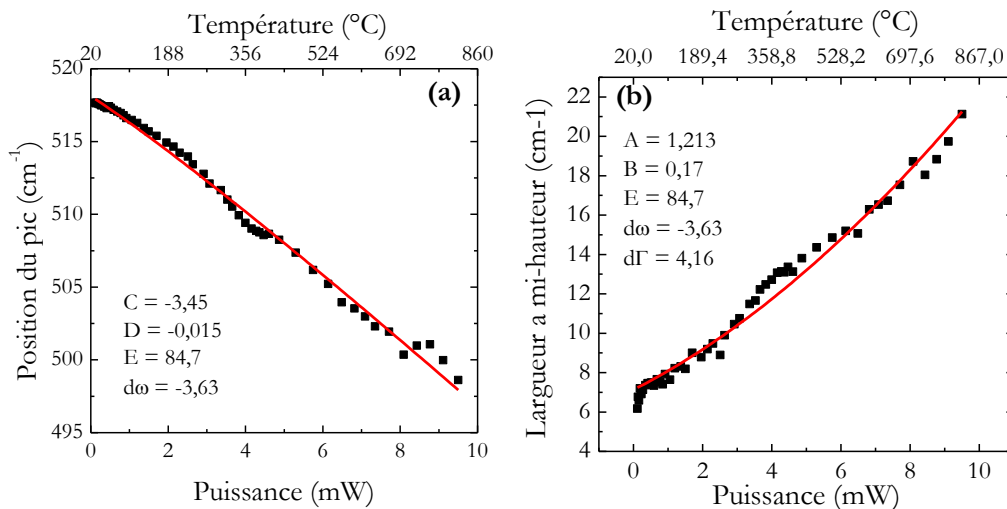 Température (°C)
20 188 356 524 692 860
520
515
510
505
500
495
Position du pic (cm-1)
(a)
C = -3,45
D = -0,015
E = 84,7
dω = -3,63
0 2 4 6 8 10
Puissance (mW)
Température (°C)
20,0 189,4 358,8 528,2 697,6 867,0
22
20
18
16
14
12
10
8
6
4
Largueur a mi-hauteur (cm-1)
(b)
A = 1,213
B = 0,17
E = 84,7
dω = -3,63
dΓ = 4,16
0 2 4 6 8 10
Puissance (mW)